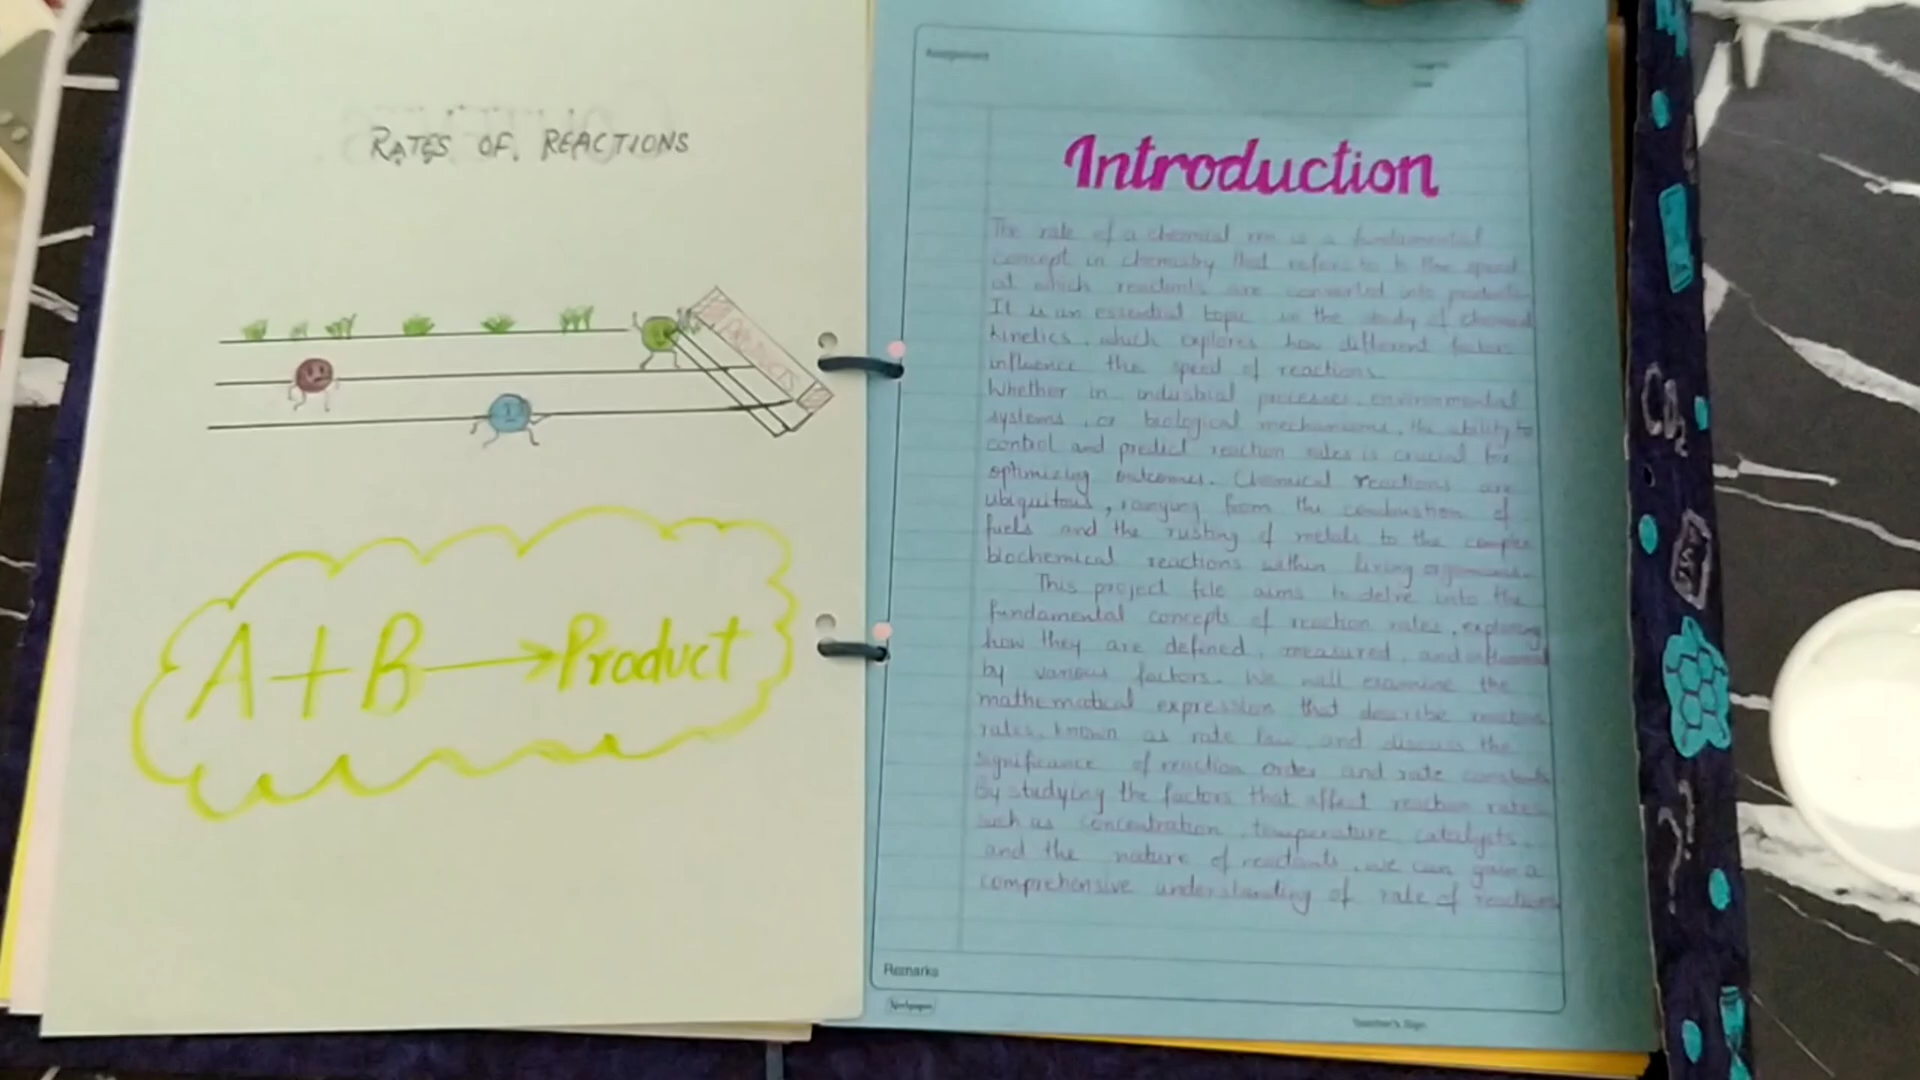 RATES OF REACTIONS
PRODUCTS
A + B → Product
Assignment
Introduction
The rate of a chemical rxn is a fundamental
concept in chemistry that refers to to the speed
at which reactants are converted into products.
It is an essential topic in the study of chemical
kinetics, which explores how different factors
influence the speed of reactions.
Whether in industrial processes, environmental
systems, or biological mechanisms, the ability to
control and predict reaction rates is crucial for
optimizing outcomes. Chemical reactions are
ubiquitous, ranging from the combustion of
fuels and the rusting of metals to the complex
biochemical reactions within living organisms.
This project file aims to delve into the
fundamental concepts of reaction rates, exploring
how they are defined, measured, and influenced
by various factors. We will examine the
mathematical expression that describe reaction
rates, known as rate law, and discuss the
significance of reaction order and rate constants.
By studying the factors that affect reaction rates
such as concentration, temperature, catalysts,
and the nature of reactants, we can gain a
comprehensive understanding of rate of reactions
Remarks
Teacher's Sign.
CO₂